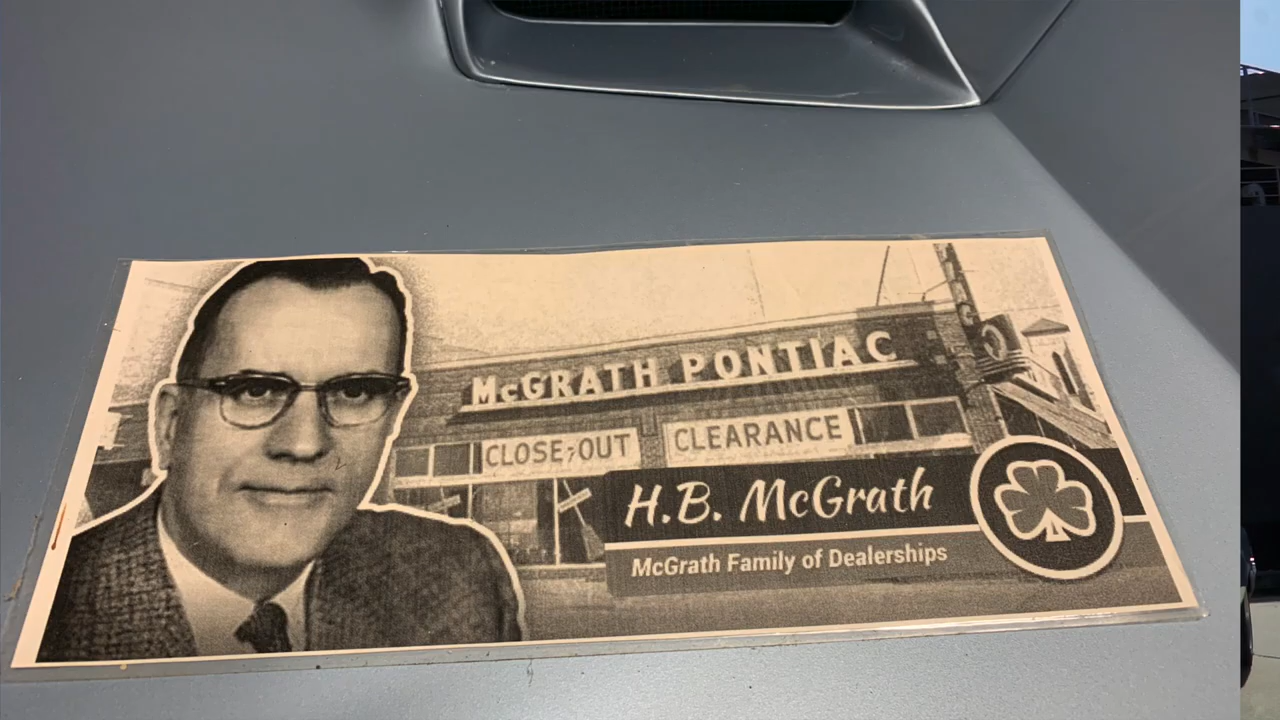 McGRATH PONTIAC
CLOSE-OUT
CLEARANCE
H.B. McGrath
McGrath Family of Dealerships